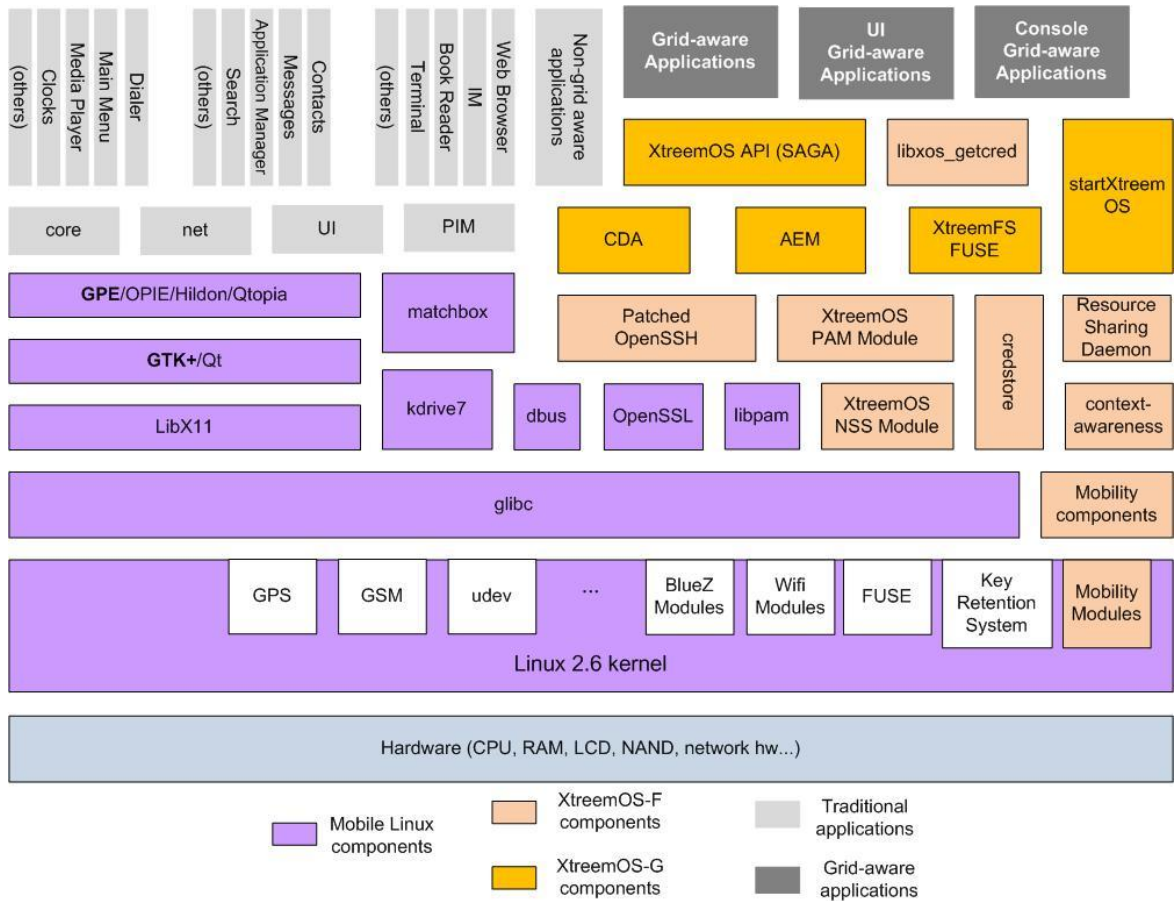 (others)
Clocks
Media Player
Main Menu
Dialer
(others)
Search
Application Manager
Messages
Contacts
(others)
Terminal
Book Reader
IM
Web Browser
Non-grid aware
applications
Grid-aware
Applications
UI
Grid-aware
Applications
Console
Grid-aware
Applications
XtreemOS API (SAGA)
libxos_getcred
startXtreem
OS
core
net
UI
PIM
CDA
AEM
XtreemFS
FUSE
GPE/OPIE/Hildon/Qtopia
matchbox
Patched
OpenSSH
XtreemOS
PAM Module
credstore
Resource
Sharing
Daemon
GTK+/Qt
kdrive7
dbus
OpenSSL
libpam
XtreemOS
NSS Module
context-
awareness
LibX11
glibc
Mobility
components
GPS
GSM
udev
...
BlueZ
Modules
Wifi
Modules
FUSE
Key
Retention
System
Mobility
Modules
Linux 2.6 kernel
Hardware (CPU, RAM, LCD, NAND, network hw...)
Mobile Linux
components
XtreemOS-F
components
XtreemOS-G
components
Traditional
applications
Grid-aware
applications